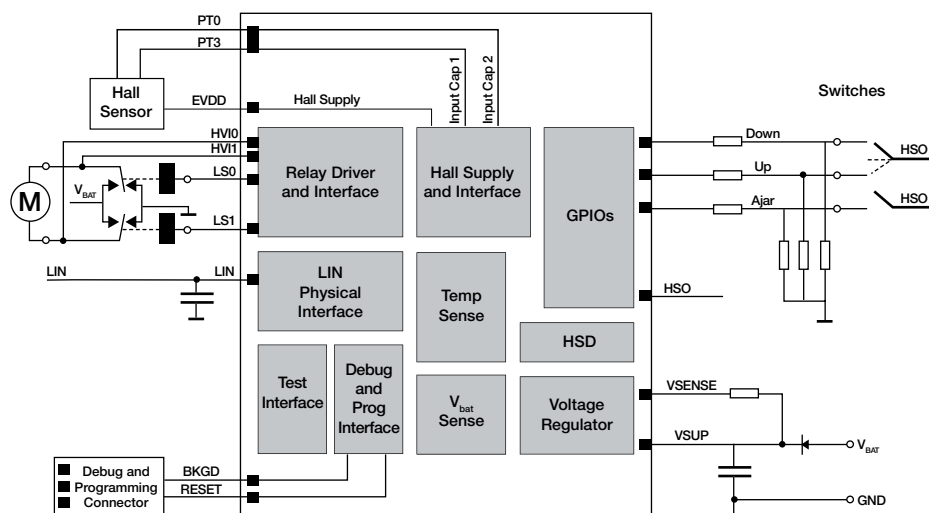 PT0
PT3
Hall
Sensor
EVDD
Hall Supply
Input Cap 1
Input Cap 2
Switches
HVI0
HVI1
LS0
LS1
M
VBAT
Relay Driver
and Interface
Hall Supply
and Interface
GPIOs
Down
Up
Ajar
HSO
HSO
HSO
LIN
LIN
LIN
Physical
Interface
Temp
Sense
HSD
Test
Interface
Debug
and
Prog
Interface
Vbat
Sense
Voltage
Regulator
VSENSE
VSUP
VBAT
GND
Debug and
Programming
Connector
BKGD
RESET